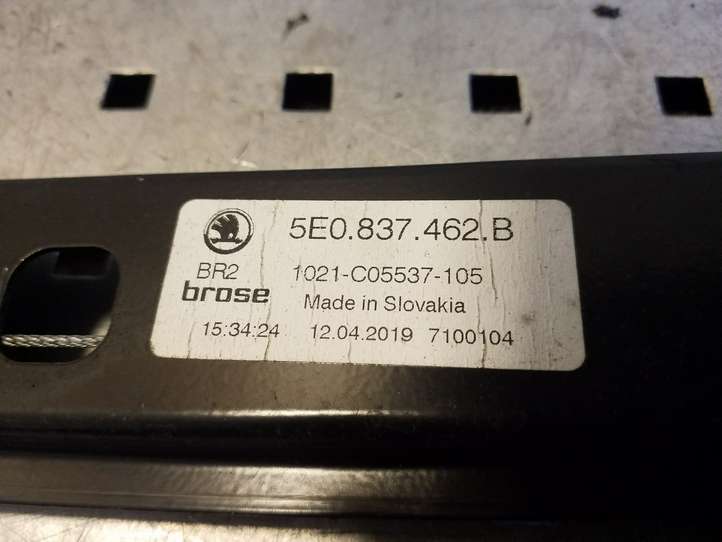 5E0.837.462.B
BR2 1021-C05537-105
brose Made in Slovakia
15:34:24 12.04.2019 7100104